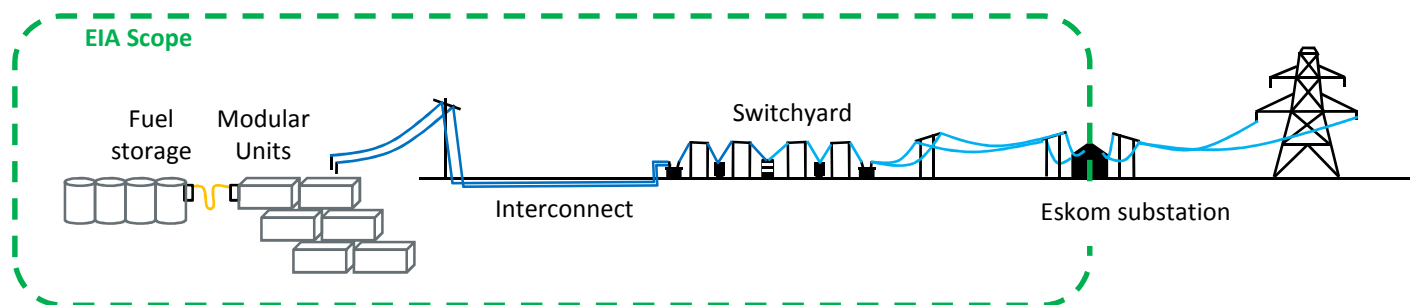 EIA Scope
Fuel
storage
Modular
Units
Switchyard
Interconnect
Eskom substation